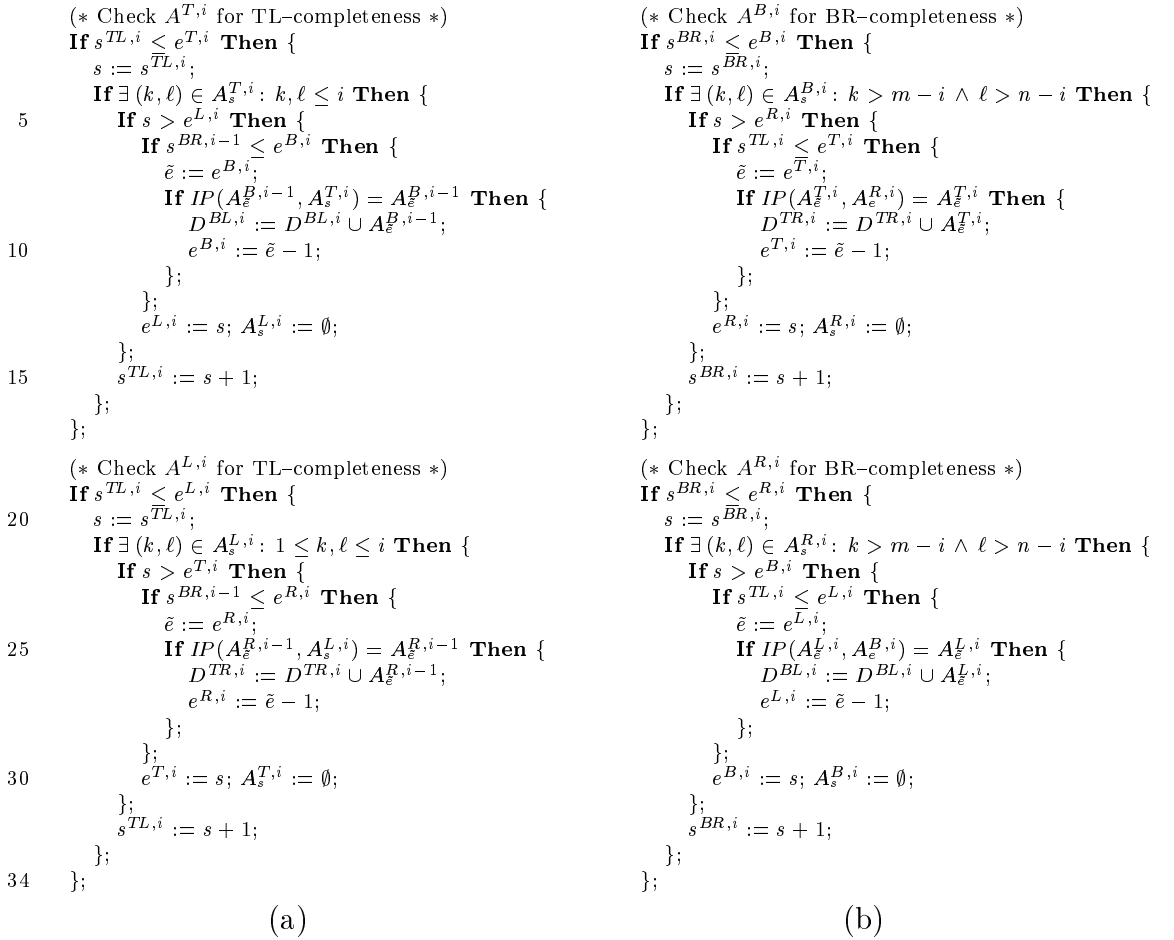 (∗ Check A^{T,i} for TL–completeness ∗)
If s^{TL,i} ≤ e^{T,i} Then {
s := s^{TL,i};
If ∃ (k, ℓ) ∈ A_s^{T,i} : k, ℓ ≤ i Then {
5 If s > e^{L,i} Then {
If s^{BR,i−1} ≤ e^{B,i} Then {
ẽ := e^{B,i};
If IP(A_ẽ^{B,i−1}, A_s^{T,i}) = A_ẽ^{B,i−1} Then {
D^{BL,i} := D^{BL,i} ∪ A_ẽ^{B,i−1};
10 e^{B,i} := ẽ − 1;
};
};
e^{L,i} := s; A_s^{L,i} := ∅;
};
15 s^{TL,i} := s + 1;
};
};
(∗ Check A^{L,i} for TL–completeness ∗)
If s^{TL,i} ≤ e^{L,i} Then {
20 s := s^{TL,i};
If ∃ (k, ℓ) ∈ A_s^{L,i} : 1 ≤ k, ℓ ≤ i Then {
If s > e^{T,i} Then {
If s^{BR,i−1} ≤ e^{R,i} Then {
ẽ := e^{R,i};
25 If IP(A_ẽ^{R,i−1}, A_s^{L,i}) = A_ẽ^{R,i−1} Then {
D^{TR,i} := D^{TR,i} ∪ A_ẽ^{R,i−1};
e^{R,i} := ẽ − 1;
};
};
30 e^{T,i} := s; A_s^{T,i} := ∅;
};
s^{TL,i} := s + 1;
};
34 };
(a)
(∗ Check A^{B,i} for BR–completeness ∗)
If s^{BR,i} ≤ e^{B,i} Then {
s := s^{BR,i};
If ∃ (k, ℓ) ∈ A_s^{B,i} : k > m − i ∧ ℓ > n − i Then {
If s > e^{R,i} Then {
If s^{TL,i} ≤ e^{T,i} Then {
ẽ := e^{T,i};
If IP(A_ẽ^{T,i}, A_e^{R,i}) = A_ẽ^{T,i} Then {
D^{TR,i} := D^{TR,i} ∪ A_ẽ^{T,i};
e^{T,i} := ẽ − 1;
};
};
e^{R,i} := s; A_s^{R,i} := ∅;
};
s^{BR,i} := s + 1;
};
};
(∗ Check A^{R,i} for BR–completeness ∗)
If s^{BR,i} ≤ e^{R,i} Then {
s := s^{BR,i};
If ∃ (k, ℓ) ∈ A_s^{R,i} : k > m − i ∧ ℓ > n − i Then {
If s > e^{B,i} Then {
If s^{TL,i} ≤ e^{L,i} Then {
ẽ := e^{L,i};
If IP(A_ẽ^{L,i}, A_e^{B,i}) = A_ẽ^{L,i} Then {
D^{BL,i} := D^{BL,i} ∪ A_ẽ^{L,i};
e^{L,i} := ẽ − 1;
};
};
e^{B,i} := s; A_s^{B,i} := ∅;
};
s^{BR,i} := s + 1;
};
};
(b)